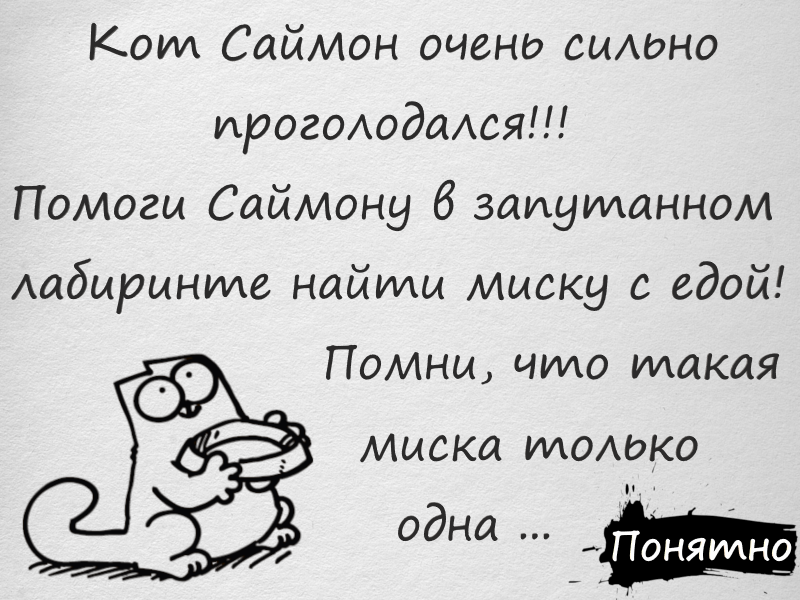 Кот Саймон очень сильно
проголодался!!!
Помоги Саймону в запутанном
лабиринте найти миску с едой!
Помни, что такая
миска только
одна ...
Понятно